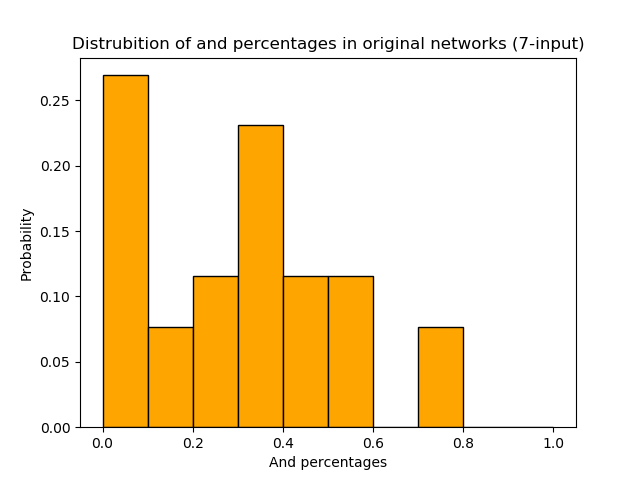 Distrubition of and percentages in original networks (7-input)
0.25
0.20
0.15
0.10
0.05
0.00
Probability
0.0 0.2 0.4 0.6 0.8 1.0
And percentages